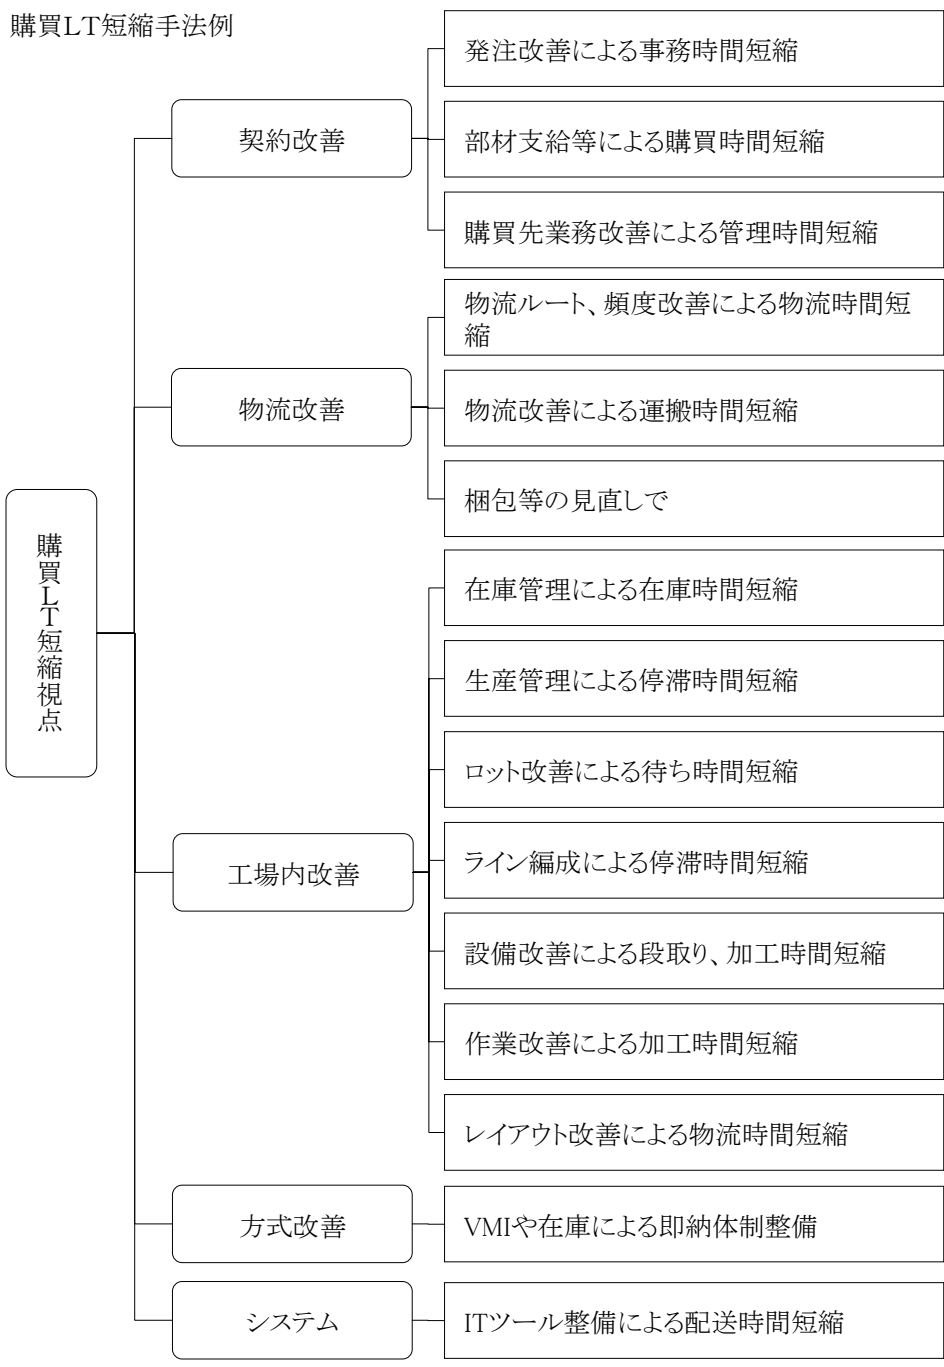 購買LT短縮手法例
購買LT短縮視点
契約改善
発注改善による事務時間短縮
部材支給等による購買時間短縮
購買先業務改善による管理時間短縮
物流改善
物流ルート、頻度改善による物流時間短
縮
物流改善による運搬時間短縮
梱包等の見直しで
工場内改善
在庫管理による在庫時間短縮
生産管理による停滞時間短縮
ロット改善による待ち時間短縮
ライン編成による停滞時間短縮
設備改善による段取り、加工時間短縮
作業改善による加工時間短縮
レイアウト改善による物流時間短縮
方式改善
VMIや在庫による即納体制整備
システム
ITツール整備による配送時間短縮